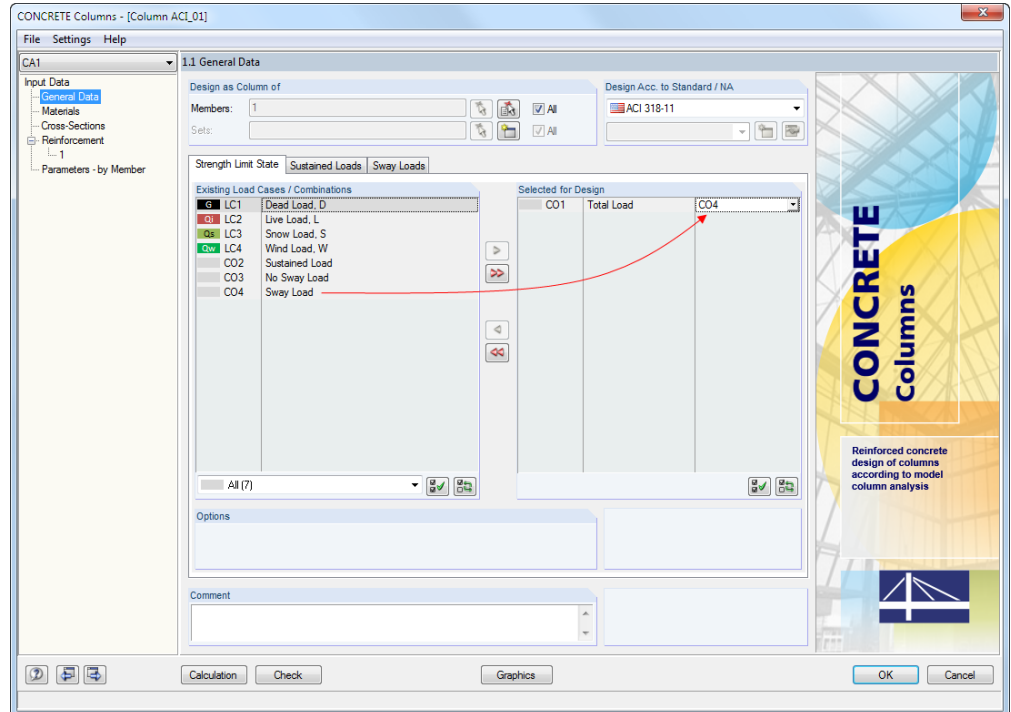 CONCRETE Columns - [Column ACI_01]
File Settings Help
CA1
1.1 General Data
Input Data
General Data
Materials
Cross-Sections
Reinforcement
1
Parameters - by Member
Design as Column of
Members: 1 All
Sets: All
Design Acc. to Standard / NA
ACI 318-11
Strength Limit State Sustained Loads Sway Loads
Existing Load Cases / Combinations
G LC1 Dead Load, D
Qi LC2 Live Load, L
Qs LC3 Snow Load, S
Qw LC4 Wind Load, W
CO2 Sustained Load
CO3 No Sway Load
CO4 Sway Load
All (7)
Selected for Design
CO1 Total Load CO4
Options
Comment
CONCRETE
Columns
Reinforced concrete
design of columns
according to model
column analysis
Calculation Check Graphics OK Cancel